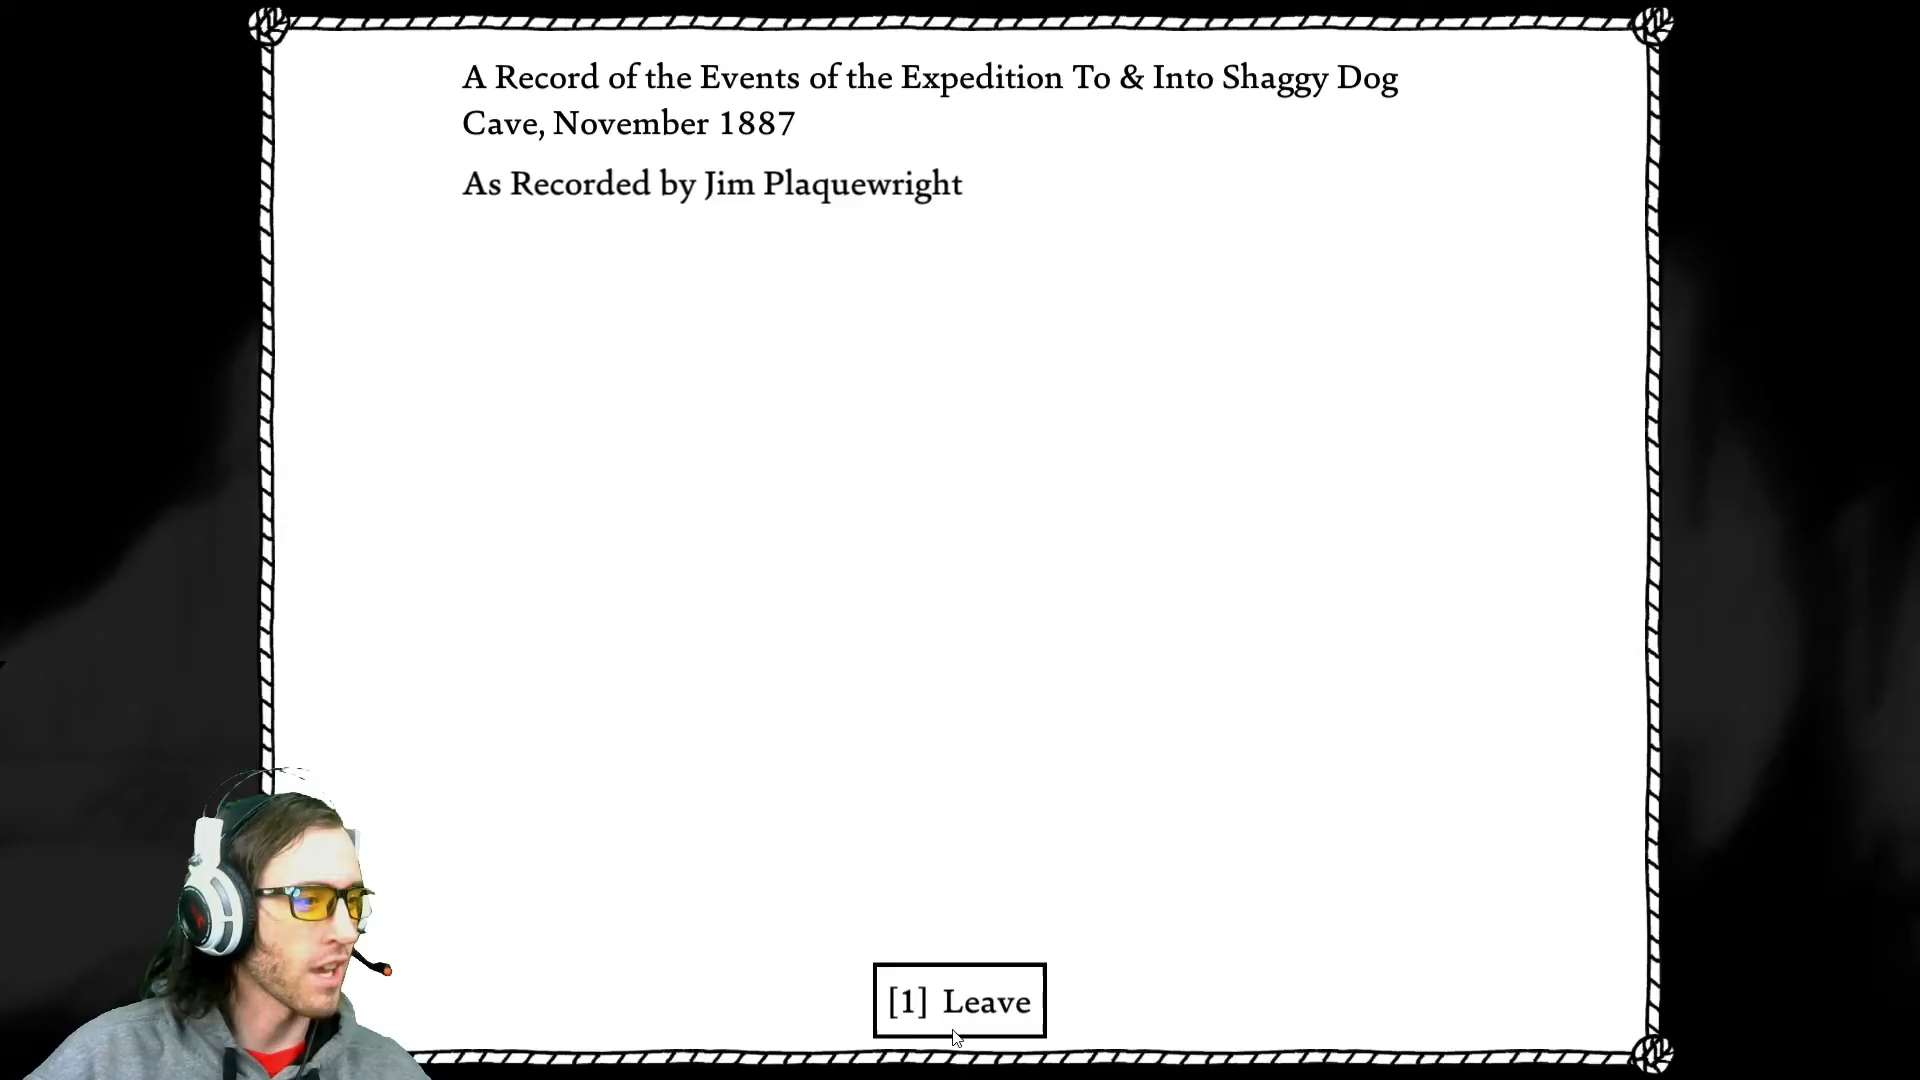 A Record of the Events of the Expedition To & Into Shaggy Dog
Cave, November 1887
As Recorded by Jim Plaquewright
[1] Leave